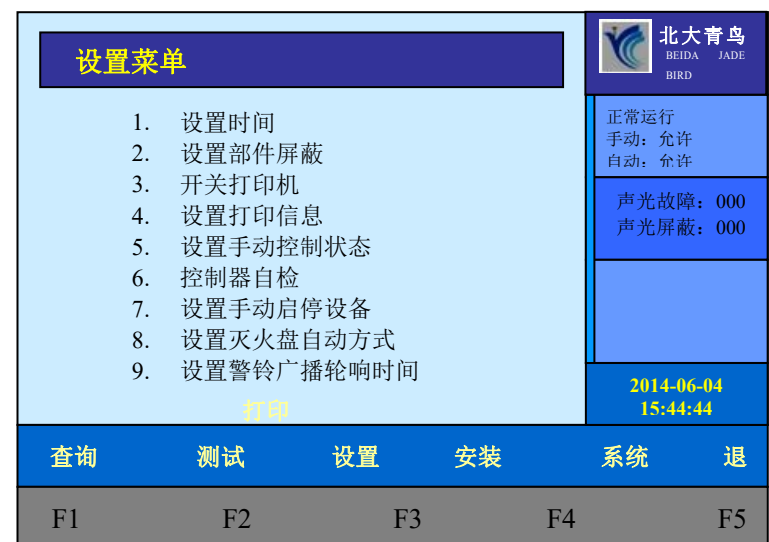 设置菜单
1. 设置时间
2. 设置部件屏蔽
3. 开关打印机
4. 设置打印信息
5. 设置手动控制状态
6. 控制器自检
7. 设置手动启停设备
8. 设置灭火盘自动方式
9. 设置警铃广播轮响时间
打印
北大青鸟
BEIDA JADE
BIRD
正常运行
手动：允许
自动：允许
声光故障：000
声光屏蔽：000
2014-06-04
15:44:44
查询 测试 设置 安装 系统 退
F1 F2 F3 F4 F5